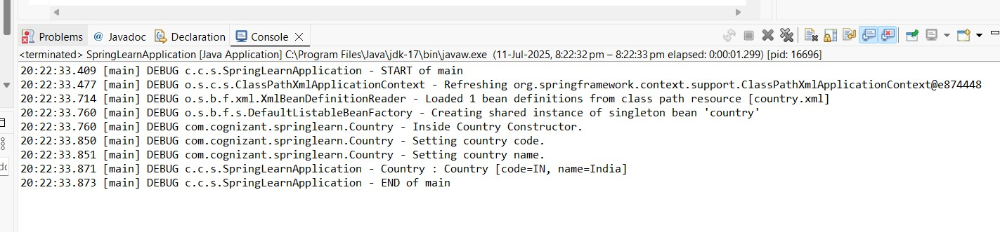 Problems @ Javadoc Declaration Console
<terminated> SpringLearnApplication [Java Application] C:\Program Files\Java\jdk-17\bin\javaw.exe (11-Jul-2025, 8:22:32 pm – 8:22:33 pm elapsed: 0:00:01.299) [pid: 16696]
20:22:33.409 [main] DEBUG c.c.s.SpringLearnApplication - START of main
20:22:33.477 [main] DEBUG o.s.c.s.ClassPathXmlApplicationContext - Refreshing org.springframework.context.support.ClassPathXmlApplicationContext@e874448
20:22:33.714 [main] DEBUG o.s.b.f.xml.XmlBeanDefinitionReader - Loaded 1 bean definitions from class path resource [country.xml]
20:22:33.760 [main] DEBUG o.s.b.f.s.DefaultListableBeanFactory - Creating shared instance of singleton bean 'country'
20:22:33.760 [main] DEBUG com.cognizant.springlearn.Country - Inside Country Constructor.
20:22:33.850 [main] DEBUG com.cognizant.springlearn.Country - Setting country code.
20:22:33.851 [main] DEBUG com.cognizant.springlearn.Country - Setting country name.
20:22:33.871 [main] DEBUG c.c.s.SpringLearnApplication - Country : Country [code=IN, name=India]
20:22:33.873 [main] DEBUG c.c.s.SpringLearnApplication - END of main